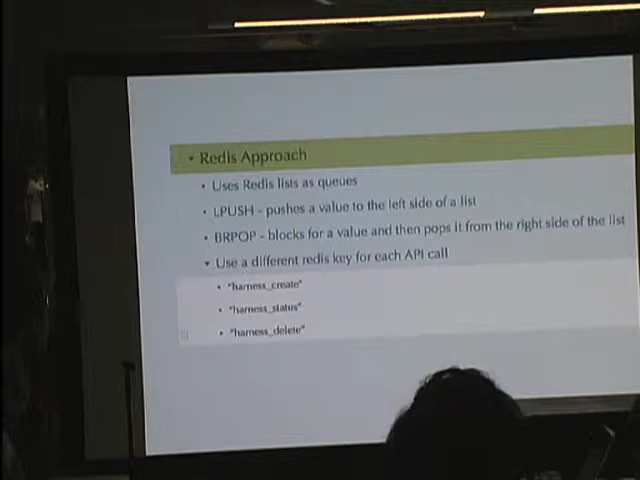 Redis Approach
Uses Redis lists as queues
LPUSH - pushes a value to the left side of a list
BRPOP - blocks for a value and then pops it from the right side of the list
Use a different redis key for each API call
"harness_create"
"harness_status"
"harness_delete"